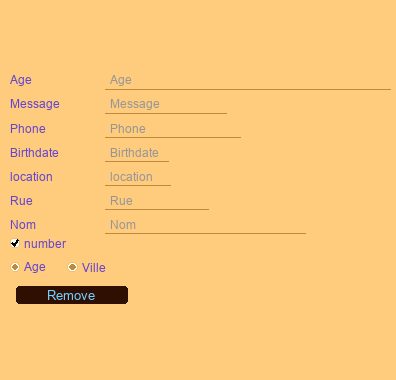 Age Age
Message Message
Phone Phone
Birthdate Birthdate
location location
Rue Rue
Nom Nom
number
Age Ville
Remove